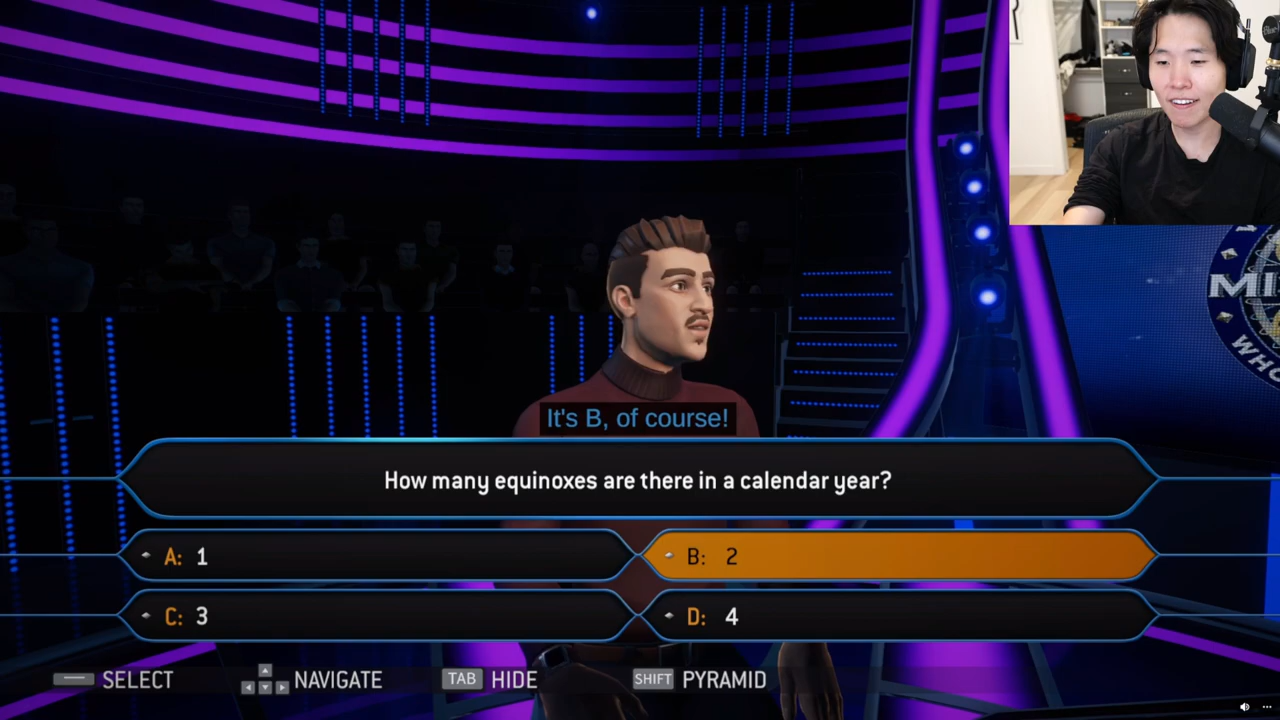 It's B, of course!
How many equinoxes are there in a calendar year?
A: 1
B: 2
C: 3
D: 4
SELECT
NAVIGATE
TAB HIDE
SHIFT PYRAMID